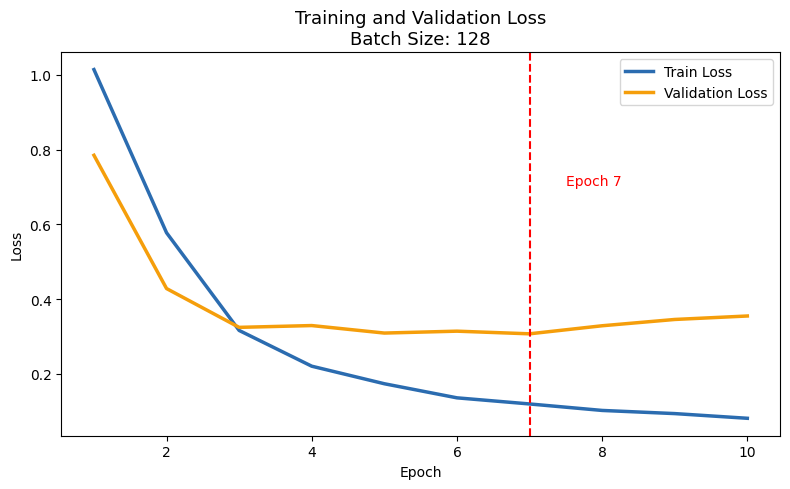 Training and Validation Loss
Batch Size: 128
Train Loss
Validation Loss
Epoch 7
Loss
1.0
0.8
0.6
0.4
0.2
2
4
6
8
10
Epoch